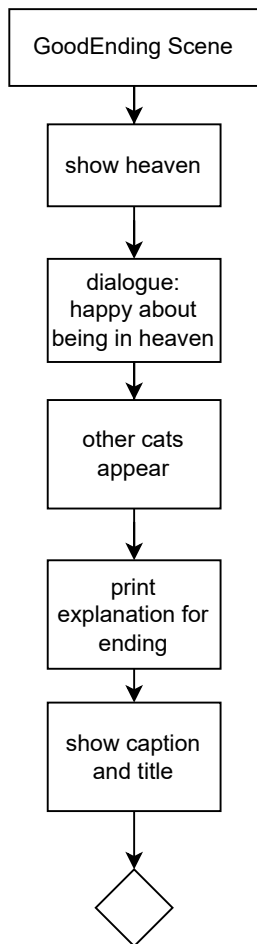 GoodEnding Scene
show heaven
dialogue:
happy about
being in heaven
other cats
appear
print
explanation for
ending
show caption
and title